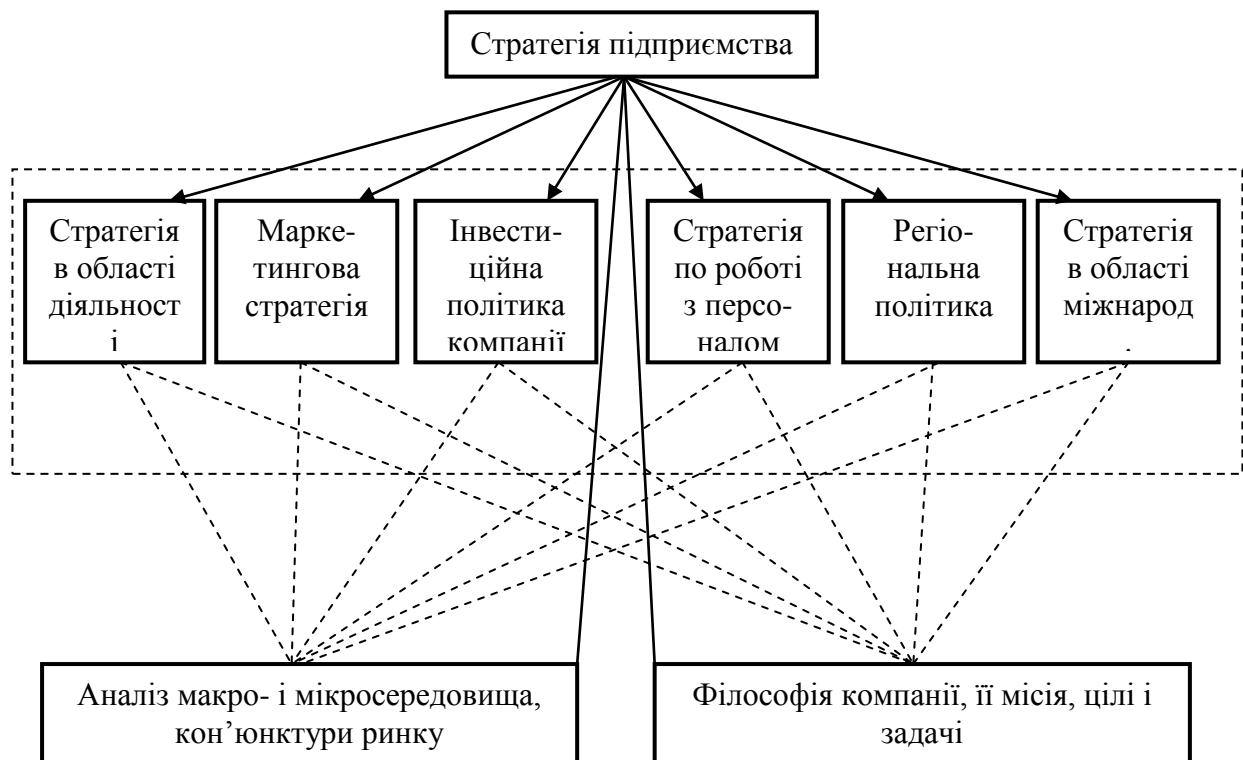 Стратегія підприємства
Стратегія
в області
діяльност
і
Марке-
тингова
стратегія
Інвести-
ційна
політика
компанії
Стратегія
по роботі
з персо-
налом
Регіо-
нальна
політика
Стратегія
в області
міжнарод
Аналіз макро- і мікросередовища,
кон’юнктури ринку
Філософія компанії, її місія, цілі і
задачі